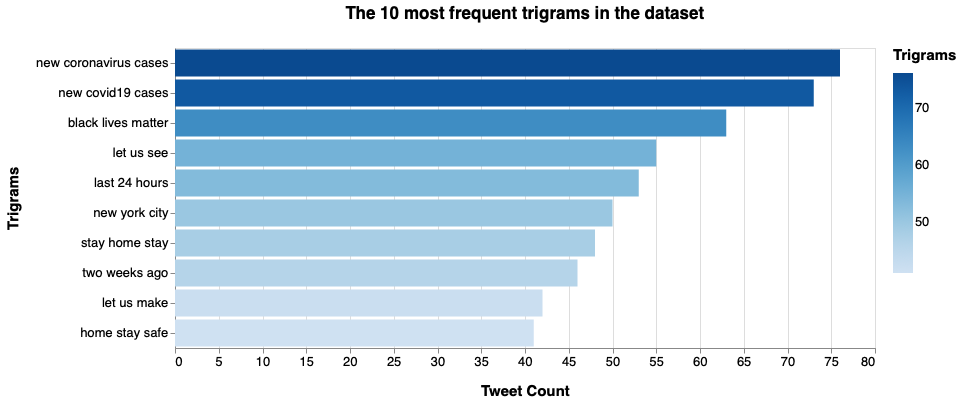 The 10 most frequent trigrams in the dataset
Trigrams
new coronavirus cases
new covid19 cases
black lives matter
let us see
last 24 hours
new york city
stay home stay
two weeks ago
let us make
home stay safe
0 5 10 15 20 25 30 35 40 45 50 55 60 65 70 75 80
Tweet Count
Trigrams
70
60
50